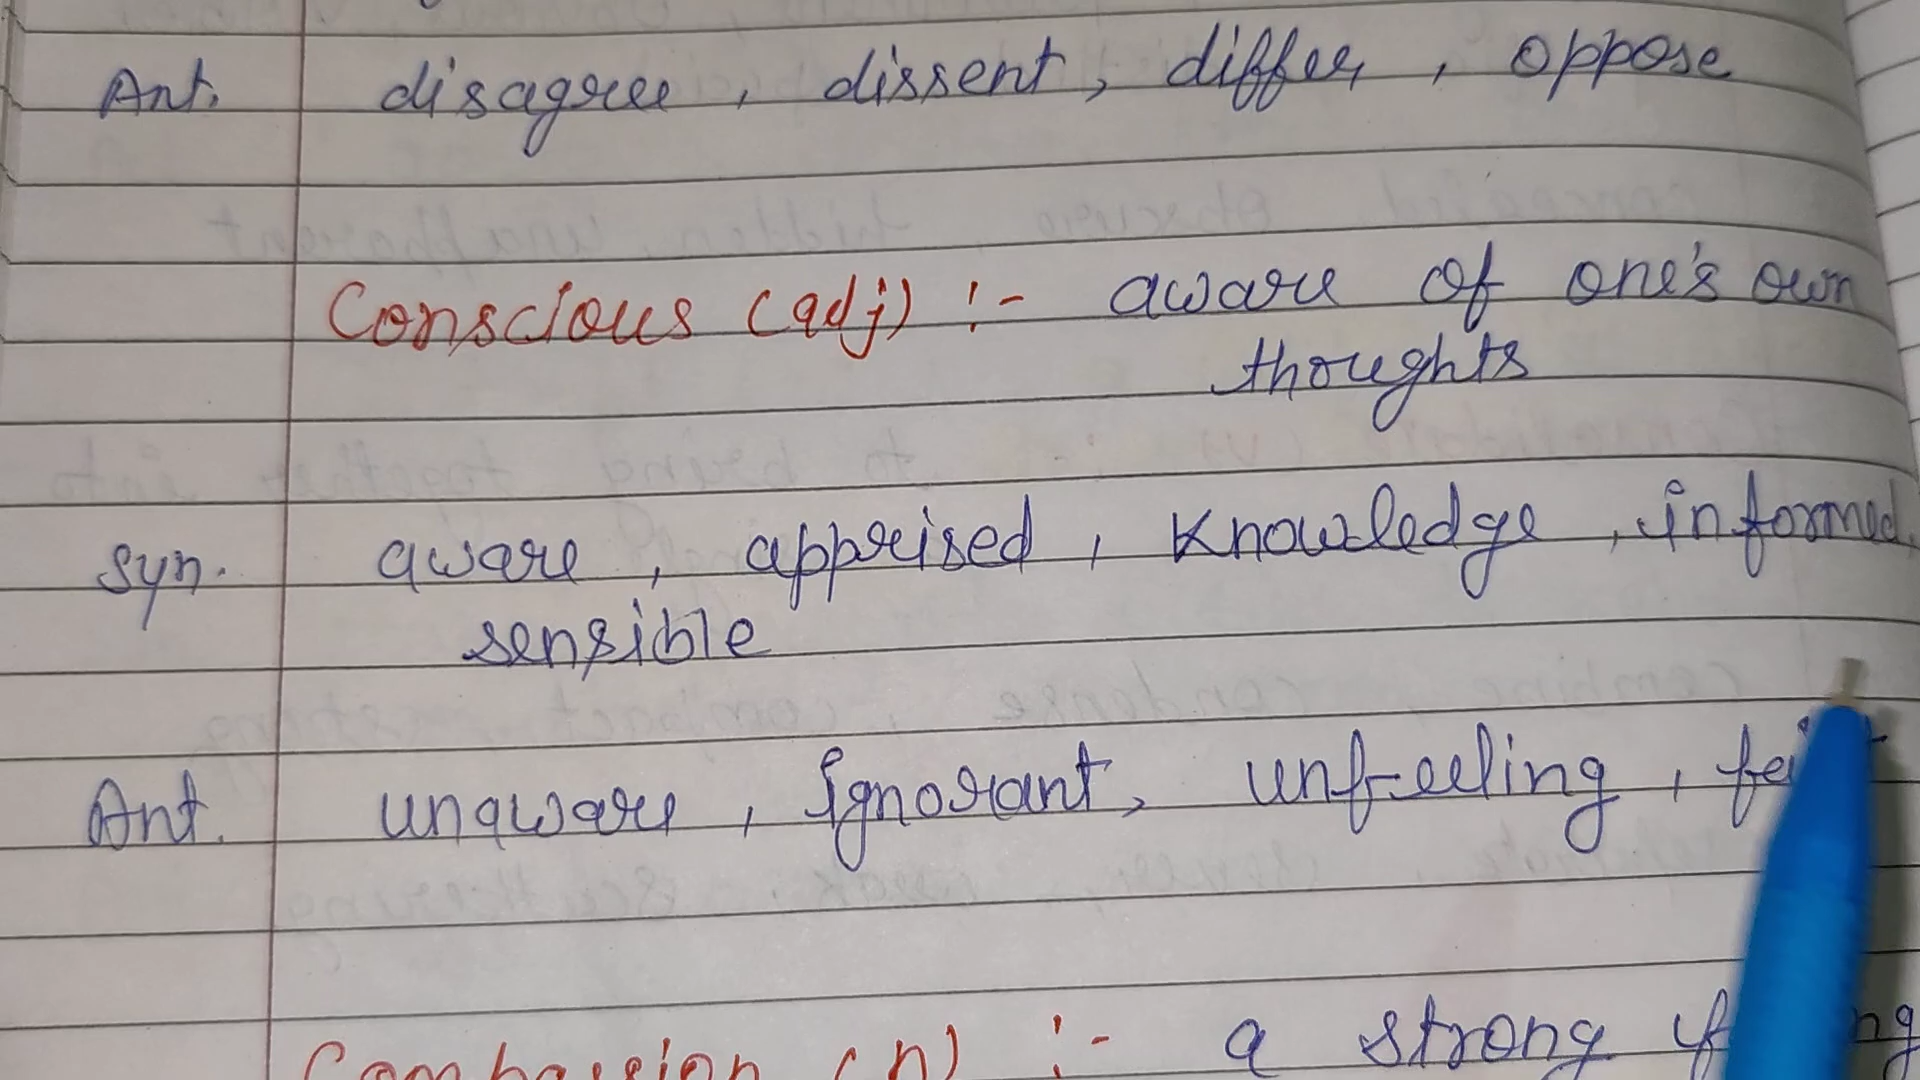 Ant. disagree, dissent, differ, oppose
Conscious (adj) :- aware of one's own
thoughts
Syn. aware, apprised, Knowledge, informed,
sensible
Ant. unaware, Ignorant, unfeeling,
Compassion (n) :- a strong